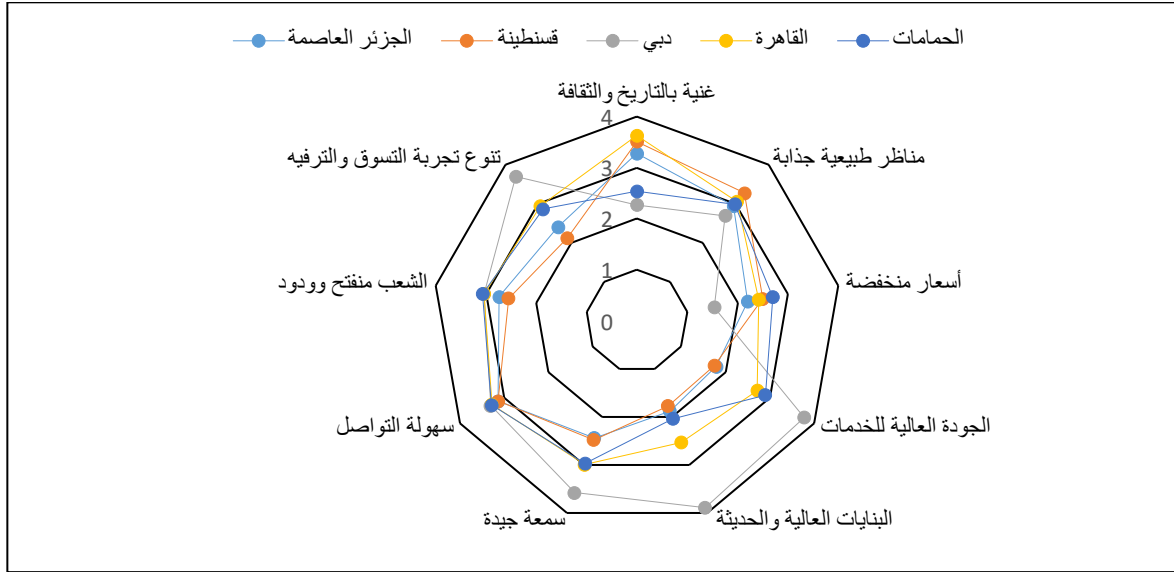 الجزئر العاصمة قسنطينة دبي القاهرة الحمامات
غنية بالتاريخ والثقافة
4
تنوع تجربة التسوق والترفيه
مناظر طبيعية جذابة
3
2
الشعب منفتح وودود
أسعار منخفضة
1
0
سهولة التواصل
الجودة العالية للخدمات
سمعة جيدة
البنايات العالية والحديثة